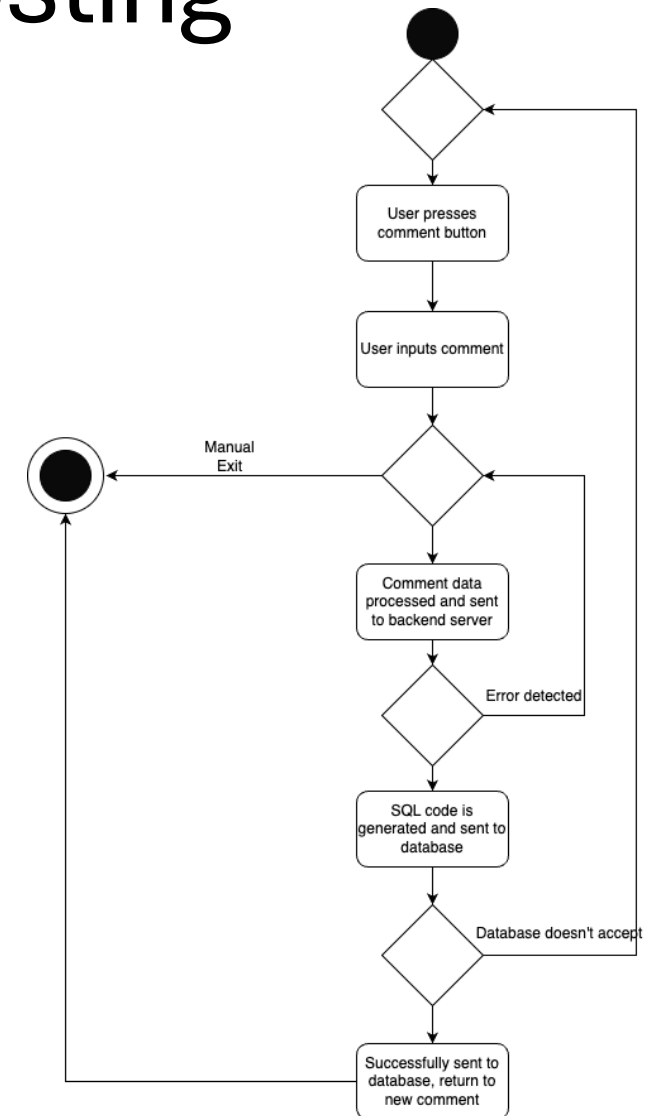 User presses
comment button
User inputs comment
Manual
Exit
Comment data
processed and sent
to backend server
Error detected
SQL code is
generated and sent to
database
Database doesn't accept
Successfully sent to
database, return to
new comment